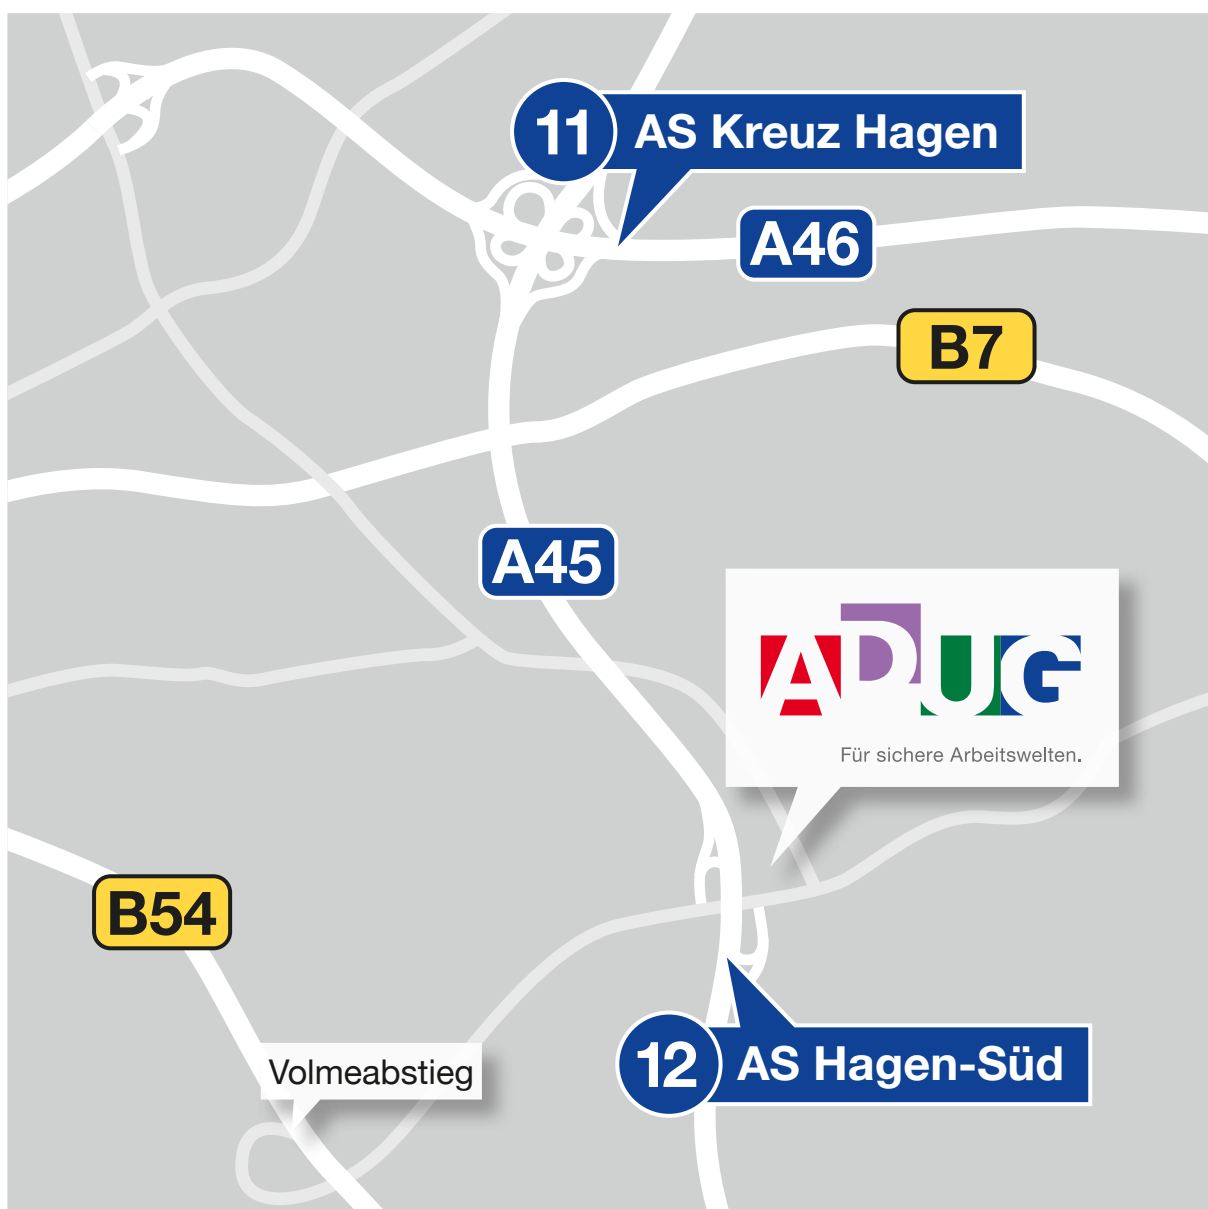 11 AS Kreuz Hagen
A46
B7
A45
ADUG
Für sichere Arbeitswelten.
B54
Volmeabstieg
12 AS Hagen-Süd